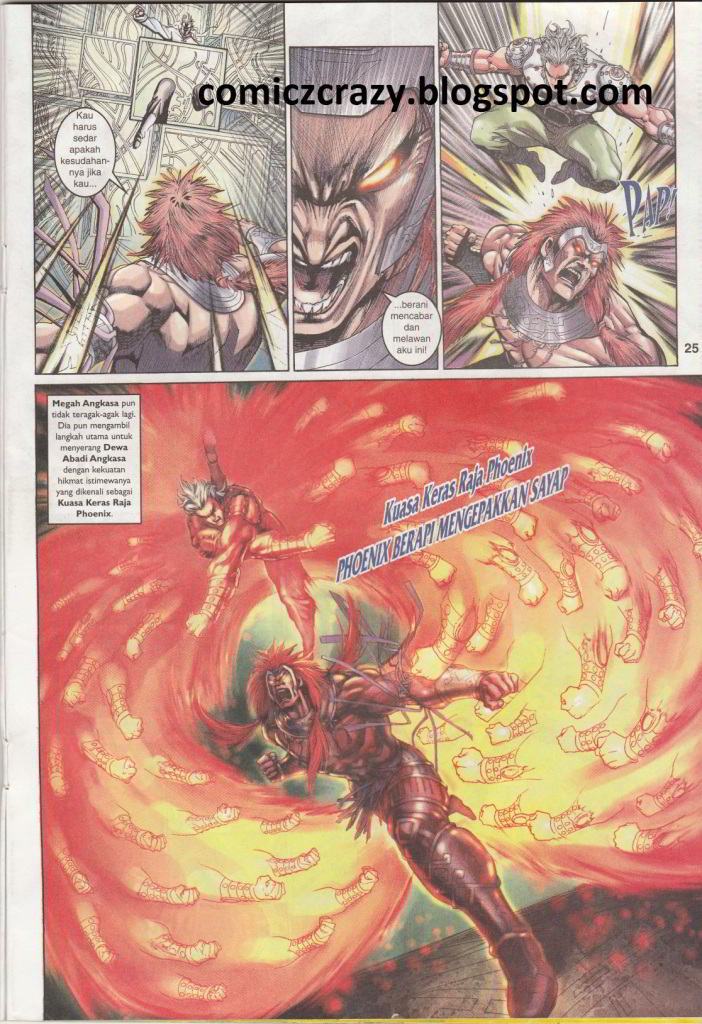 comiczcrazy.blogspot.com
Kau
harus
sedar
apakah
kesudahan-
nya jika
kau...
...berani
mencabar
dan
melawan
aku ini!
PAP!
25
Megah Angkasa pun
tidak teragak-agak lagi.
Dia pun mengambil
langkah utama untuk
menyerang Dewa
Abadi Angkasa
dengan kekuatan
hikmat istimewanya
yang dikenali sebagai
Kuasa Keras Raja
Phoenix.
Kuasa Keras Raja Phoenix
PHOENIX BERAPI MENGEPAKKAN SAYAP